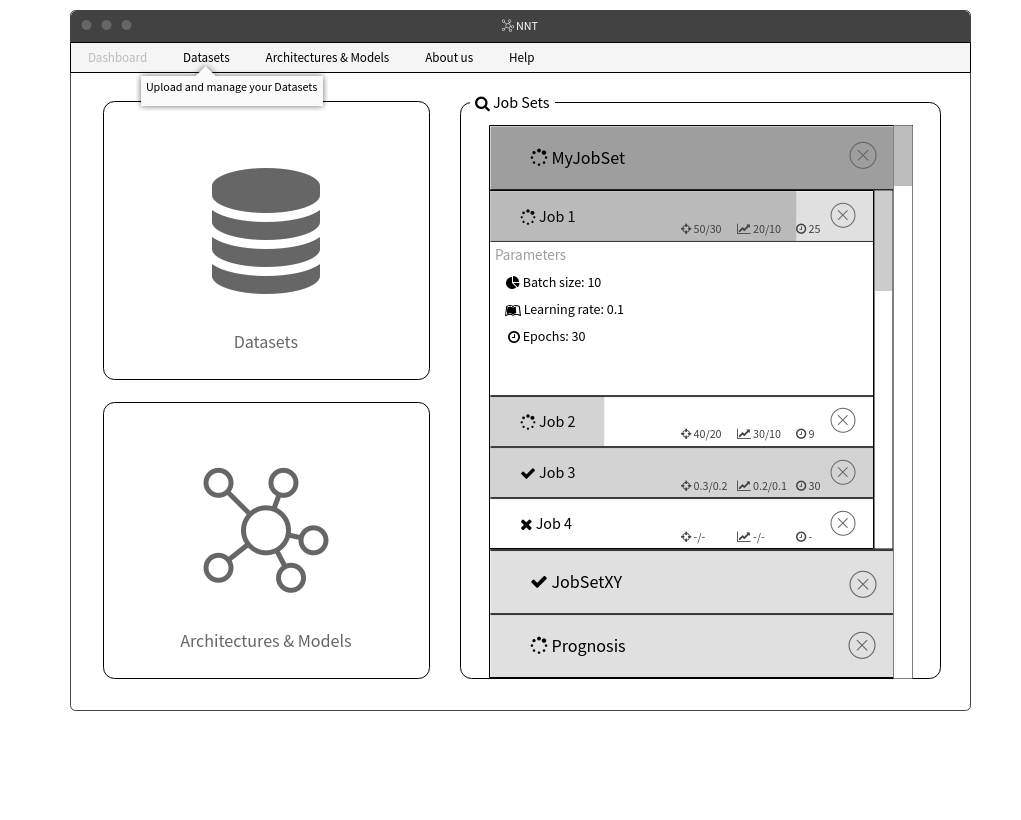 NNT
Dashboard Datasets Architectures & Models About us Help
Upload and manage your Datasets
Datasets
Architectures & Models
Job Sets
MyJobSet
Job 1 50/30 20/10 25
Parameters
Batch size: 10
Learning rate: 0.1
Epochs: 30
Job 2 40/20 30/10 9
Job 3 0.3/0.2 0.2/0.1 30
Job 4 -/- -/- -
JobSetXY
Prognosis